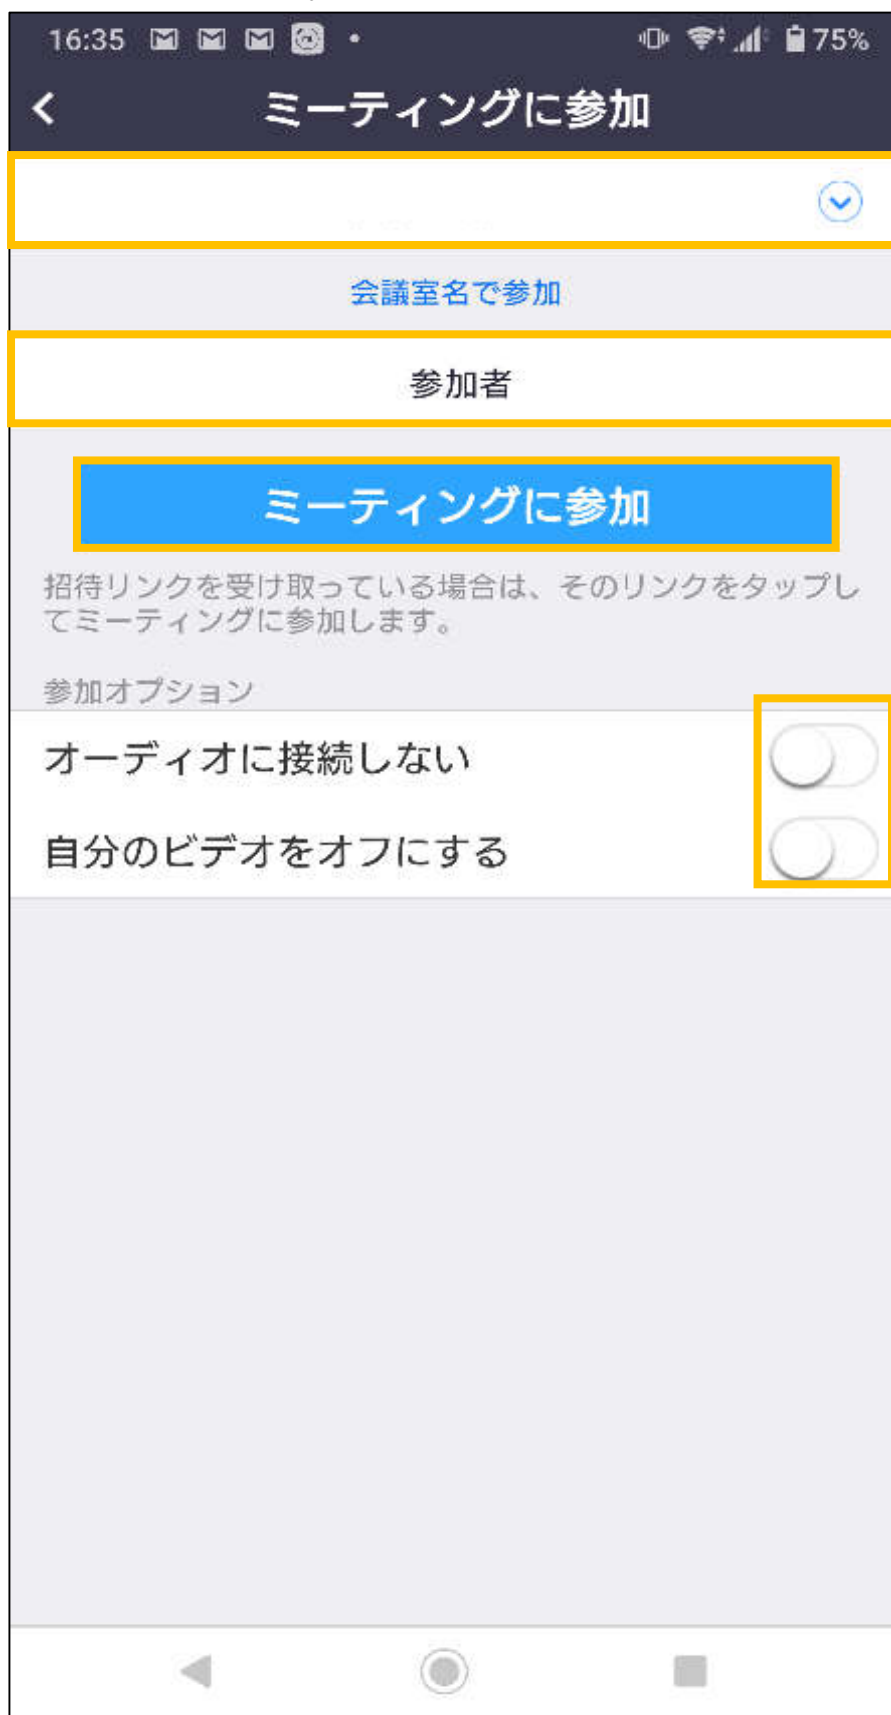 16:35 75%
ミーティングに参加
会議室名で参加
参加者
ミーティングに参加
招待リンクを受け取っている場合は、そのリンクをタップし
てミーティングに参加します。
参加オプション
オーディオに接続しない
自分のビデオをオフにする